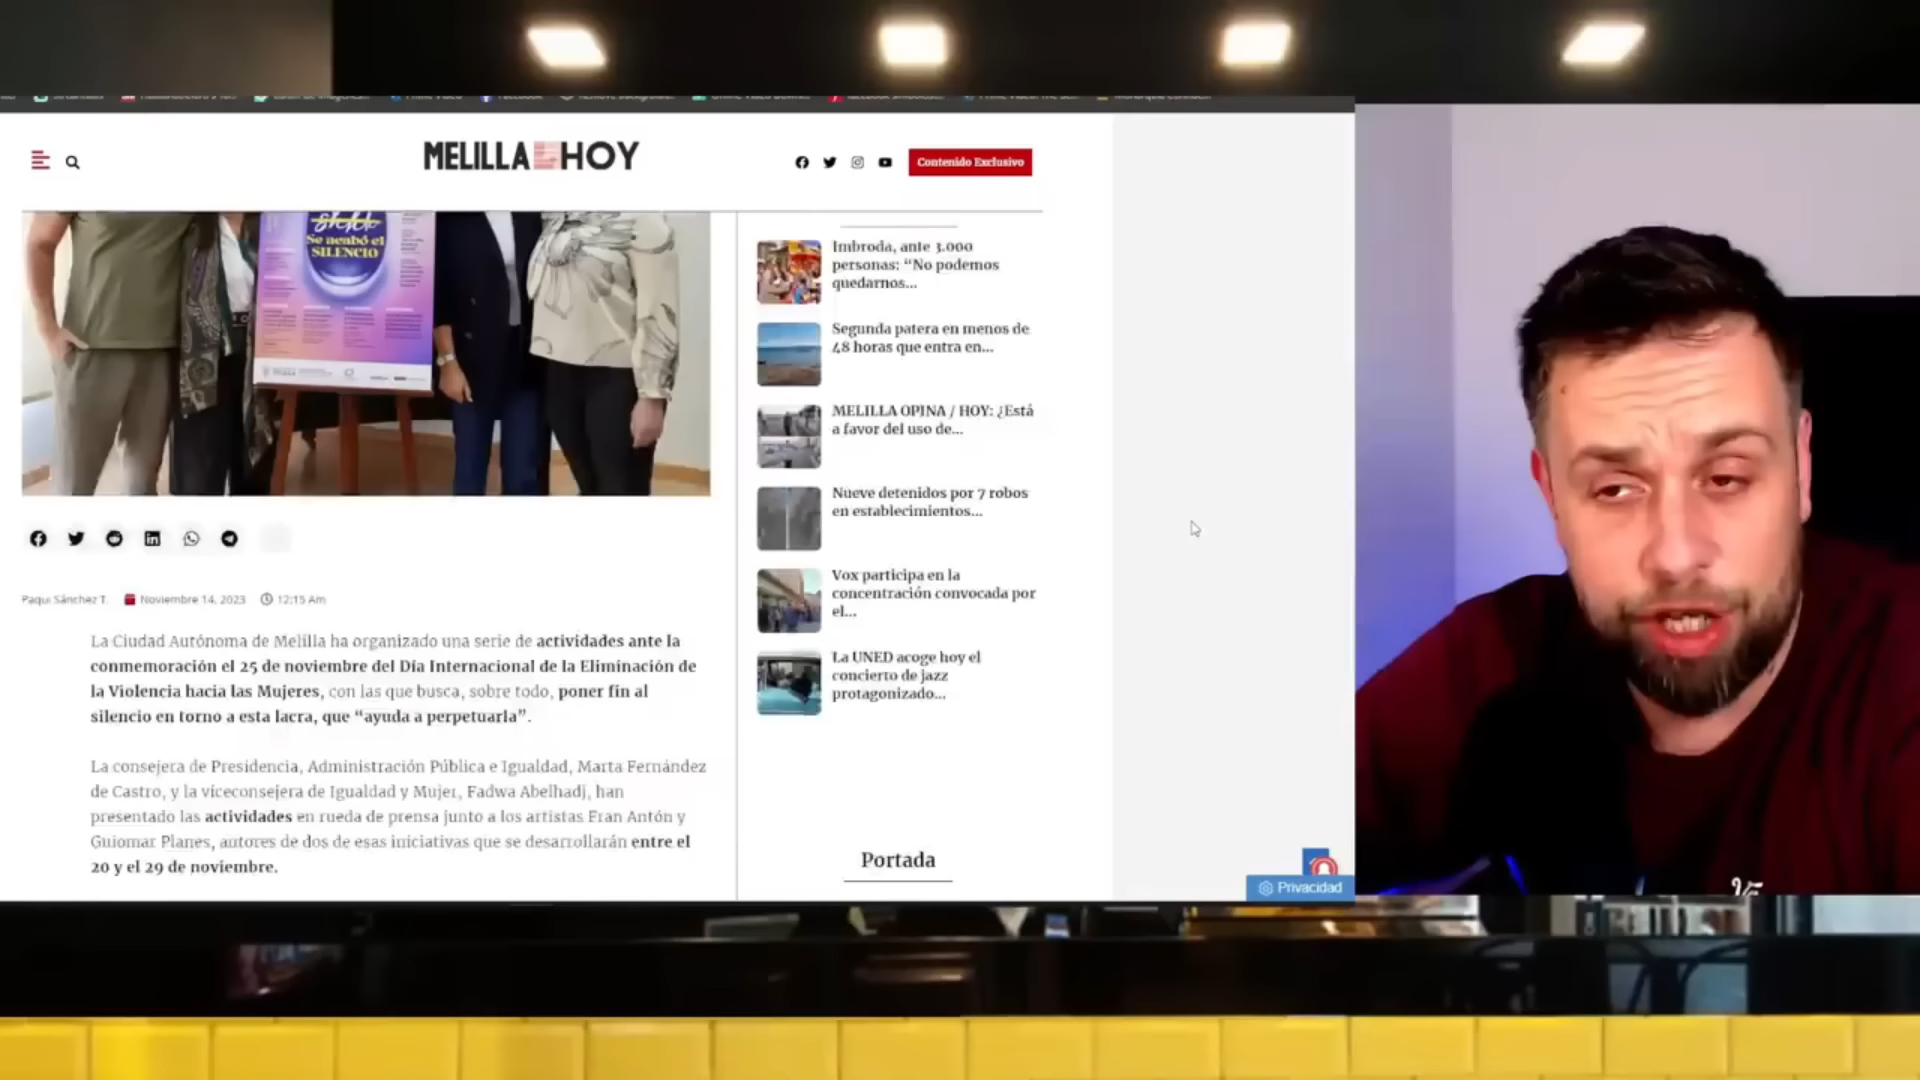 MELILLA HOY
Contenido Exclusivo
Se acabó el
SILENCIO
Paqui Sánchez T.
Noviembre 14, 2023
12:15 Am
La Ciudad Autónoma de Melilla ha organizado una serie de actividades ante la
conmemoración el 25 de noviembre del Día Internacional de la Eliminación de
la Violencia hacia las Mujeres, con las que busca, sobre todo, poner fin al
silencio en torno a esta lacra, que “ayuda a perpetuarla”.
La consejera de Presidencia, Administración Pública e Igualdad, Marta Fernández
de Castro, y la viceconsejera de Igualdad y Mujer, Fadwa Abelhadj, han
presentado las actividades en rueda de prensa junto a los artistas Fran Antón y
Guiomar Planes, autores de dos de esas iniciativas que se desarrollarán entre el
20 y el 29 de noviembre.
Imbroda, ante 3.000
personas: “No podemos
quedarnos...
Segunda patera en menos de
48 horas que entra en...
MELILLA OPINA / HOY: ¿Está
a favor del uso de...
Nueve detenidos por 7 robos
en establecimientos...
Vox participa en la
concentración convocada por
el...
La UNED acoge hoy el
concierto de jazz
protagonizado...
Portada
Privacidad